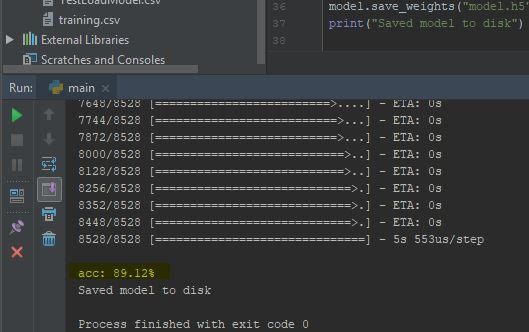 TestLoadModel.csv
training.csv
External Libraries
Scratches and Consoles
36 model.save_weights("model.h5"
37 print("Saved model to disk")
38
Run: main
7648/8528 [==========================>....] - ETA: 0s
7744/8528 [==========================>...] - ETA: 0s
7872/8528 [==========================>...] - ETA: 0s
8000/8528 [===========================>..] - ETA: 0s
8128/8528 [===========================>..] - ETA: 0s
8256/8528 [============================>.] - ETA: 0s
8352/8528 [============================>.] - ETA: 0s
8448/8528 [============================>.] - ETA: 0s
8528/8528 [==============================] - 5s 553us/step
acc: 89.12%
Saved model to disk
Process finished with exit code 0